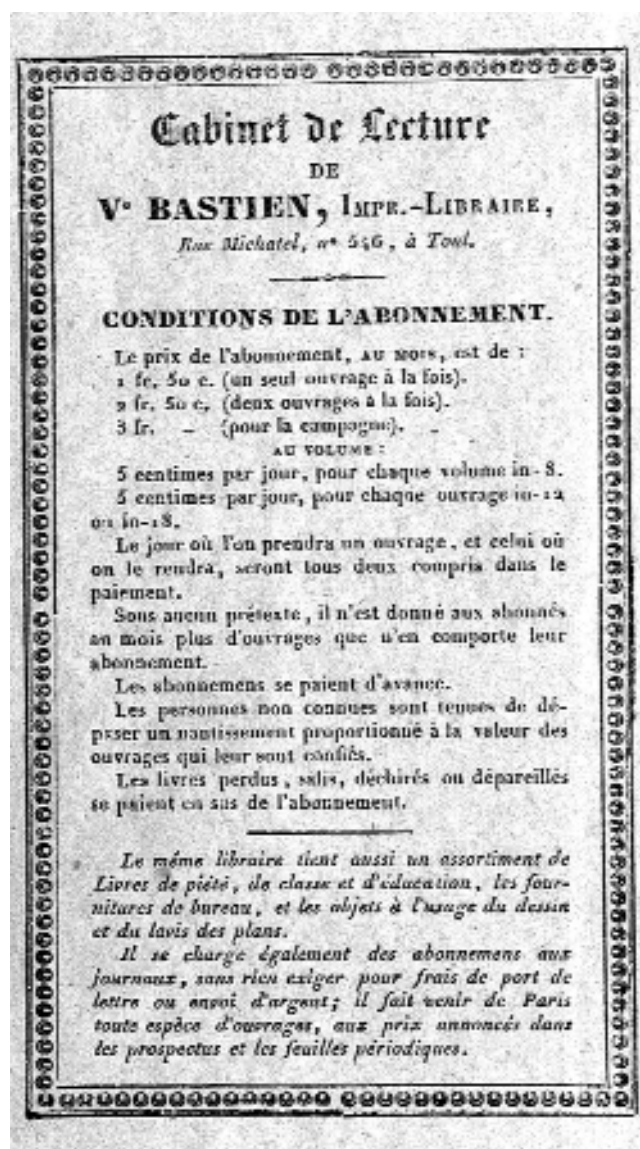 Cabinet de Lecture
DE
Ve BASTIEN, IMPR.-LIBRAIRE,
Rue Michatel, n° 546, à Toul.
CONDITIONS DE L'ABONNEMENT.
Le prix de l'abonnement, AU MOIS, est de :
1 fr. 50 c. (un seul ouvrage à la fois).
2 fr. 50 c. (deux ouvrages à la fois).
3 fr. – (pour la campagne).
AU VOLUME :
5 centimes par jour, pour chaque volume in-8.
5 centimes par jour, pour chaque ouvrage in-12
ou in-18.
Le jour où l'on prendra un ouvrage, et celui où
on le rendra, seront tous deux compris dans le
paiement.
Sous aucun prétexte, il n'est donné aux abonnés
au mois plus d'ouvrages que n'en comporte leur
abonnement.
Les abonnemens se paient d'avance.
Les personnes non connues sont tenues de dé-
poser un nantissement proportionné à la valeur des
ouvrages qui leur sont confiés.
Les livres perdus, salis, déchirés ou dépareillés
se paient en sus de l'abonnement.
Le même libraire tient aussi un assortiment de
Livres de piété, de classe et d'éducation, les four-
nitures de bureau, et les objets à l'usage du dessin
et du lavis des plans.
Il se charge également des abonnemens aux
journaux, sans rien exiger pour frais de port de
lettre ou envoi d'argent; il fait venir de Paris
toute espèce d'ouvrages, aux prix annoncés dans
les prospectus et les feuilles périodiques.